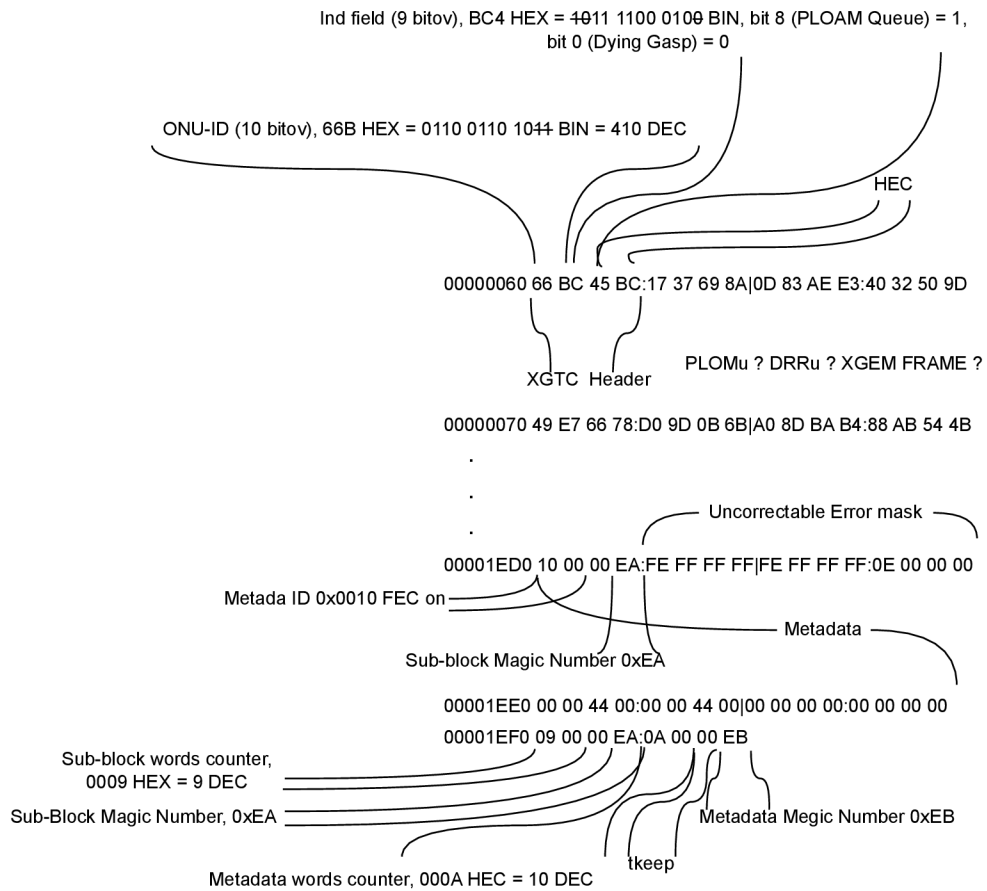 Ind field (9 bitov), BC4 HEX = 1011 1100 0100 BIN, bit 8 (PLOAM Queue) = 1,
bit 0 (Dying Gasp) = 0
ONU-ID (10 bitov), 66B HEX = 0110 0110 1011 BIN = 410 DEC
HEC
00000060 66 BC 45 BC:17 37 69 8A|0D 83 AE E3:40 32 50 9D
PLOMu ? DRRu ? XGEM FRAME ?
XGTC Header
00000070 49 E7 66 78:D0 9D 0B 6B|A0 8D BA B4:88 AB 54 4B
.
.
.
Uncorrectable Error mask
00001ED0 10 00 00 EA:FE FF FF FF|FE FF FF FF:0E 00 00 00
Metada ID 0x0010 FEC on
Metadata
Sub-block Magic Number 0xEA
00001EE0 00 00 44 00:00 00 44 00|00 00 00 00:00 00 00 00
00001EF0 09 00 00 EA:0A 00 00 EB
Sub-block words counter,
0009 HEX = 9 DEC
Sub-Block Magic Number, 0xEA
Metadata Megic Number 0xEB
tkeep
Metadata words counter, 000A HEC = 10 DEC